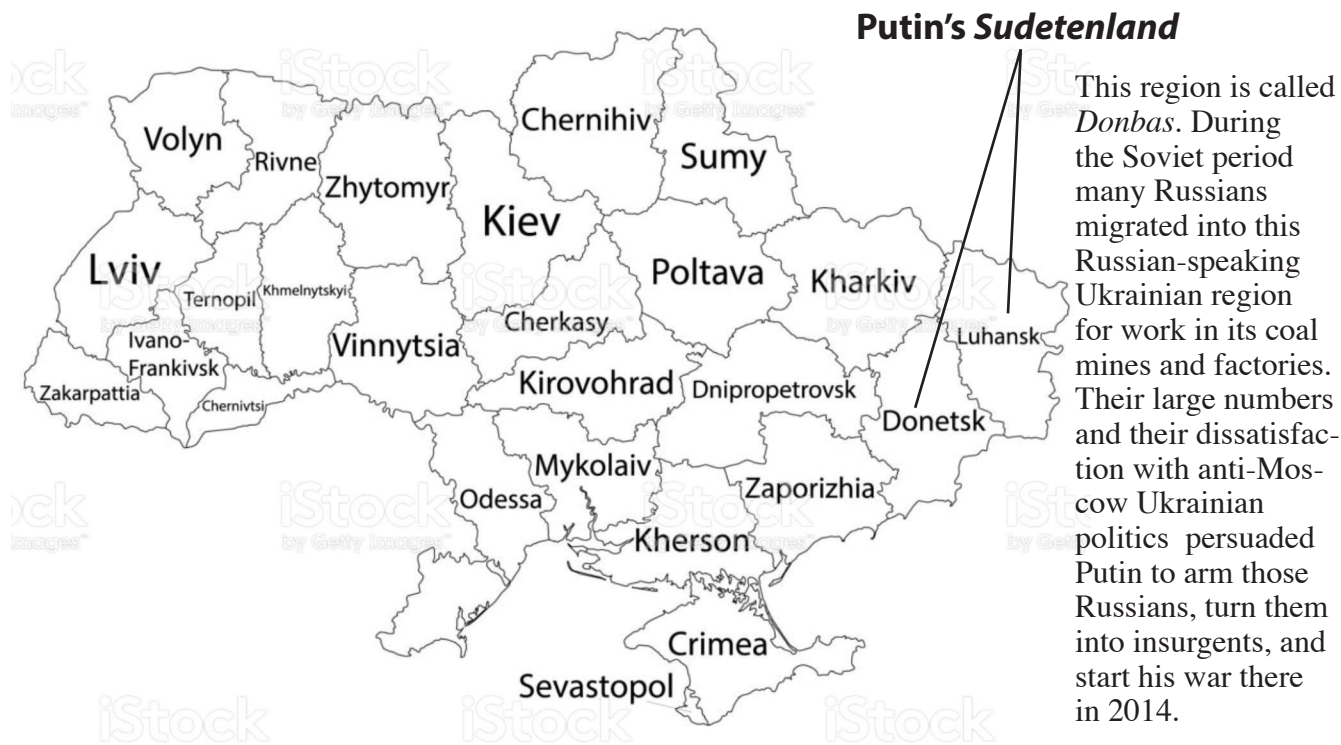 Putin's Sudetenland
This region is called
Donbas. During
the Soviet period
many Russians
migrated into this
Russian-speaking
Ukrainian region
for work in its coal
mines and factories.
Their large numbers
and their dissatisfac-
tion with anti-Mos-
cow Ukrainian
politics persuaded
Putin to arm those
Russians, turn them
into insurgents, and
start his war there
in 2014.
Chernihiv
Volyn
Rivne
Sumy
Zhytomyr
Kiev
Lviv
Poltava
Kharkiv
Ternopil
Khmelnytskyi
Cherkasy
Luhansk
Ivano-
Frankivsk
Vinnytsia
Kirovohrad
Dnipropetrovsk
Zakarpattia
Chernivtsi
Donetsk
Mykolaiv
Odessa
Zaporizhia
Kherson
Crimea
Sevastopol
iStock
by Getty Images™